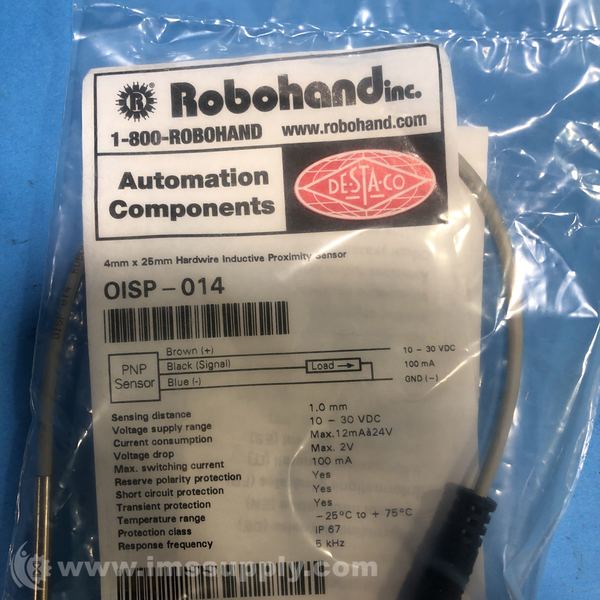 Robohand inc.
1-800-ROBOHAND www.robohand.com
Automation
Components
DE-STA-CO
4mm x 25mm Hardwire Inductive Proximity Sensor
OISP-014
PNP
Sensor
Brown (+) 10 - 30 VDC
Black (Signal) Load 100 mA
Blue (-) GND (-)
Sensing distance 1.0 mm
Voltage supply range 10 - 30 VDC
Current consumption Max.12mAà24V
Voltage drop Max. 2V
Max. switching current 100 mA
Reserve polarity protection Yes
Short circuit protection Yes
Transient protection Yes
Temperature range -25°C to + 75°C
Protection class IP 67
Response frequency 5 kHz
OISP-014
www.imssupply.com